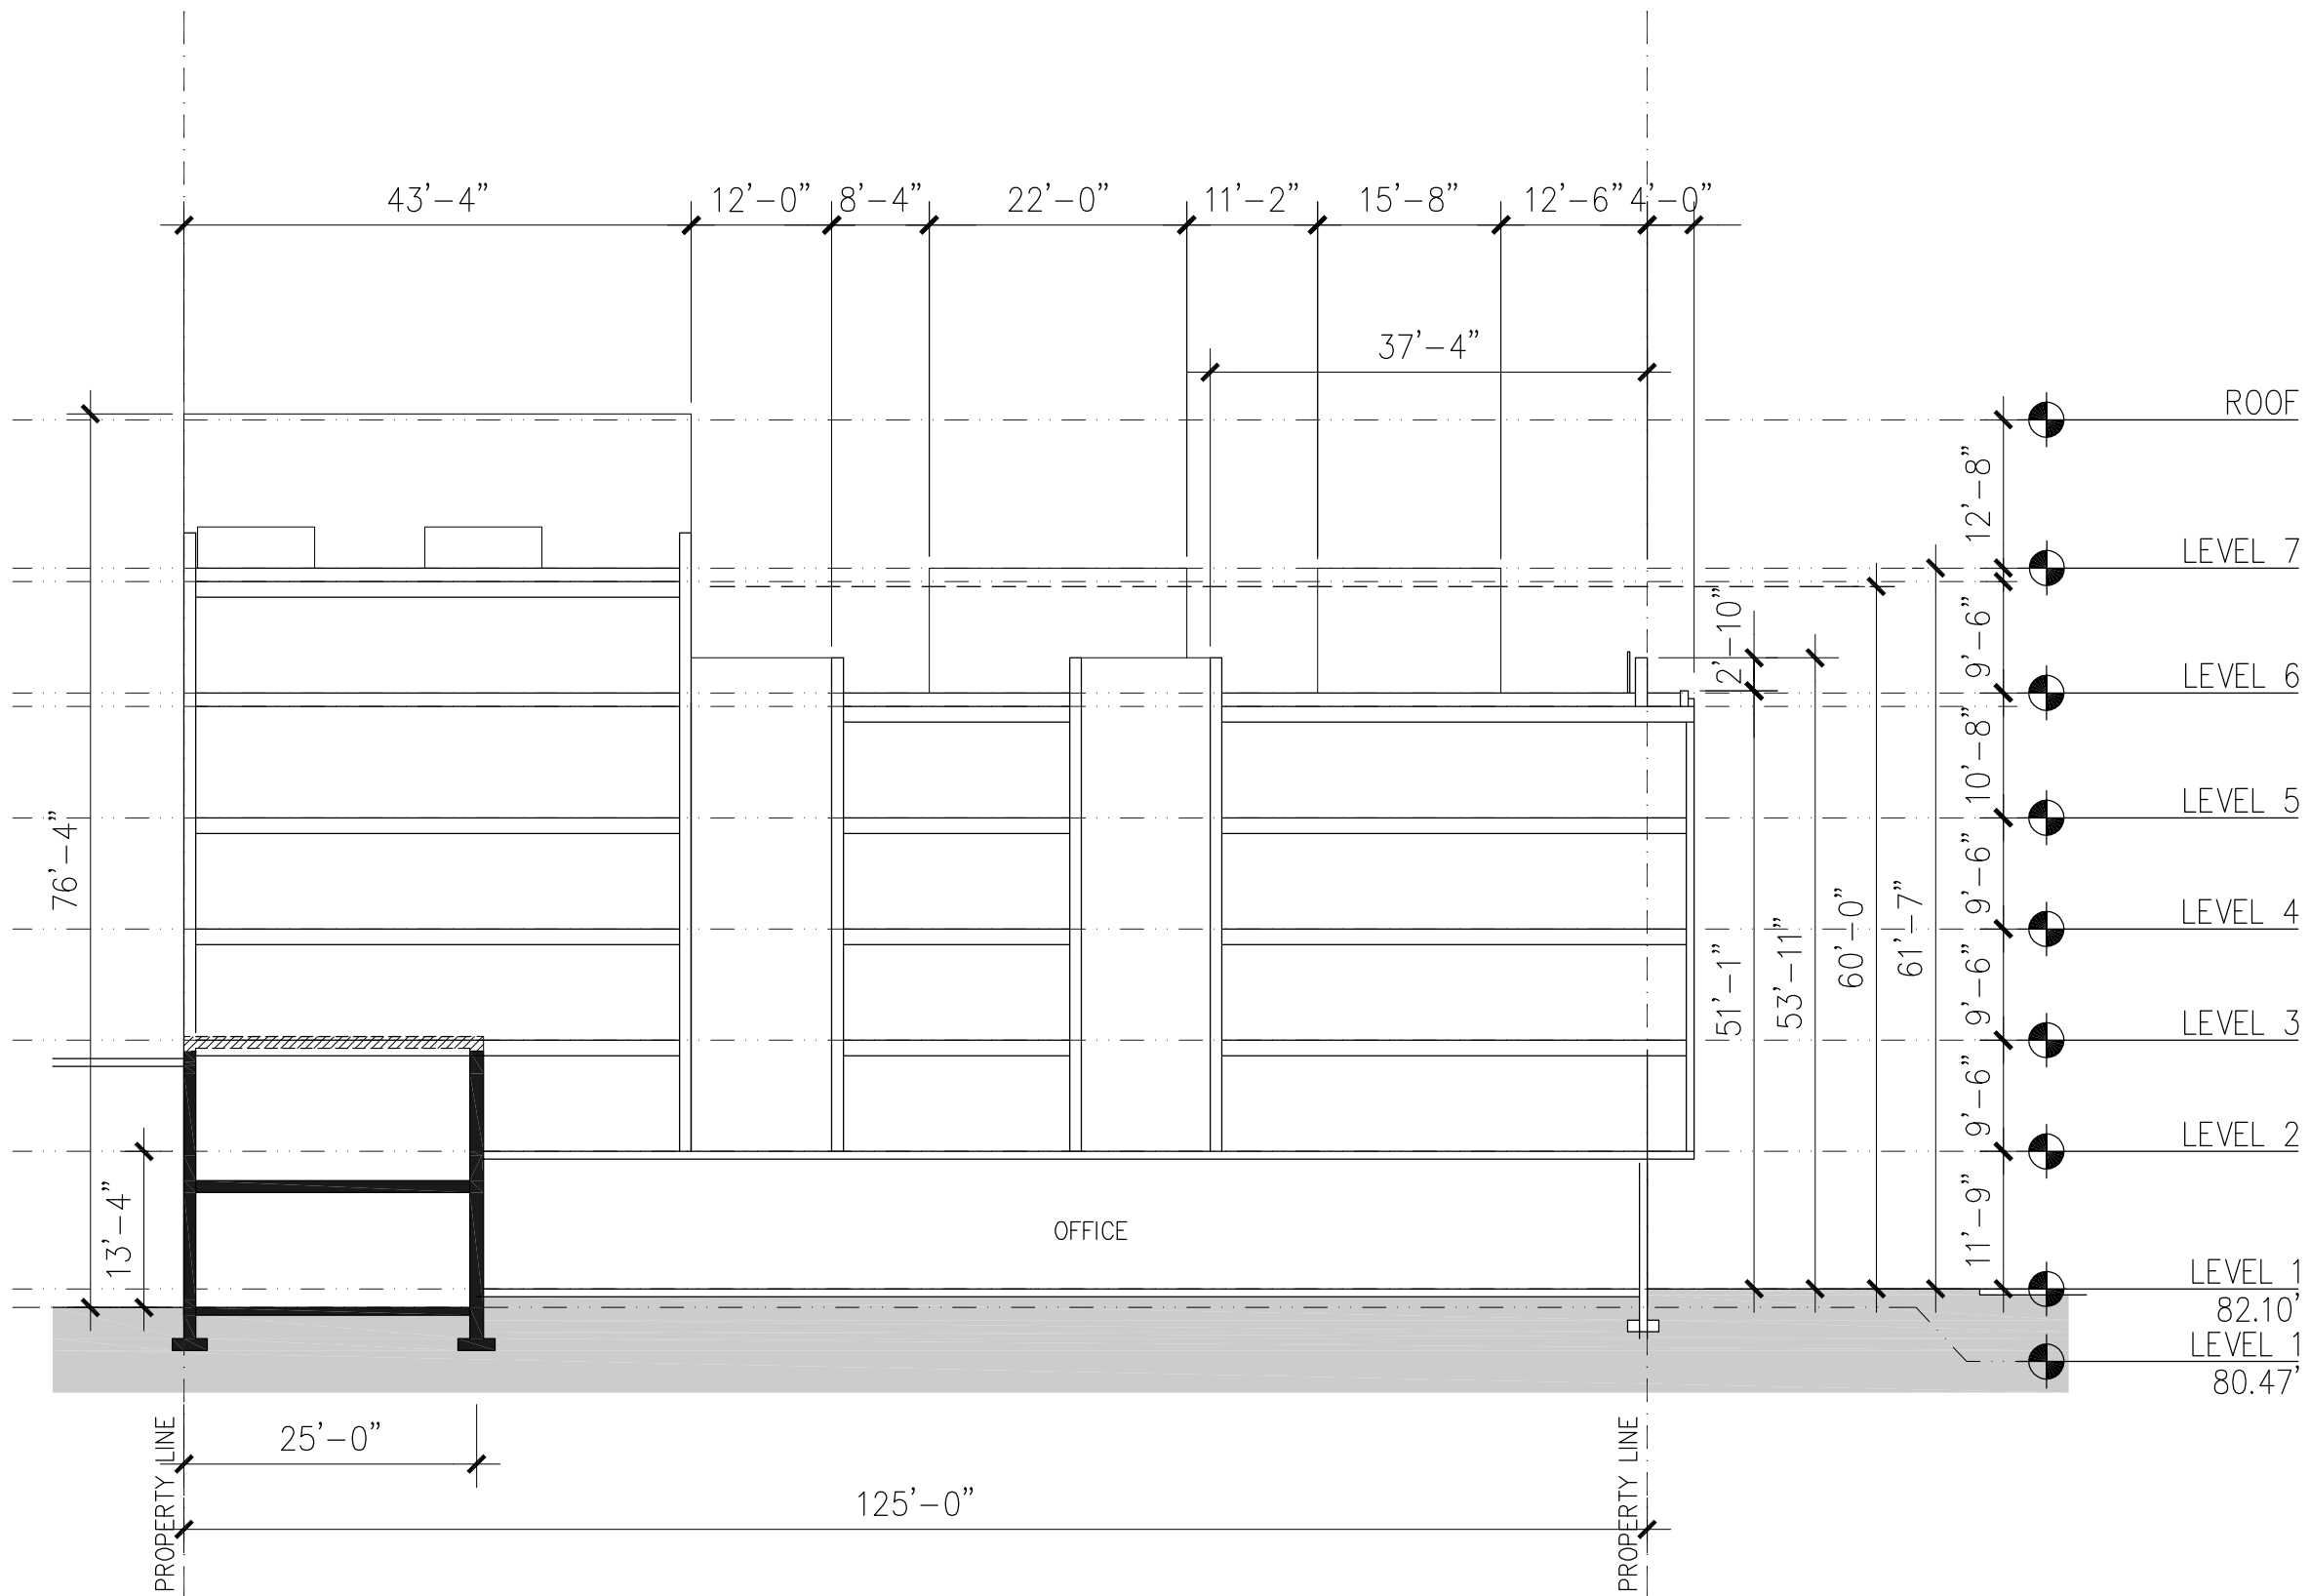 43'-4" 12'-0" 8'-4" 22'-0" 11'-2" 15'-8" 12'-6" 4'-0"
37'-4"
ROOF
12'-8"
LEVEL 7
9'-6"
2'-10"
LEVEL 6
10'-8"
LEVEL 5
76'-4"
9'-6"
LEVEL 4
51'-1"
53'-11"
60'-0"
61'-7"
9'-6"
LEVEL 3
9'-6"
LEVEL 2
13'-4"
OFFICE
11'-9"
LEVEL 1
82.10'
LEVEL 1
80.47'
PROPERTY LINE
25'-0"
PROPERTY LINE
125'-0"